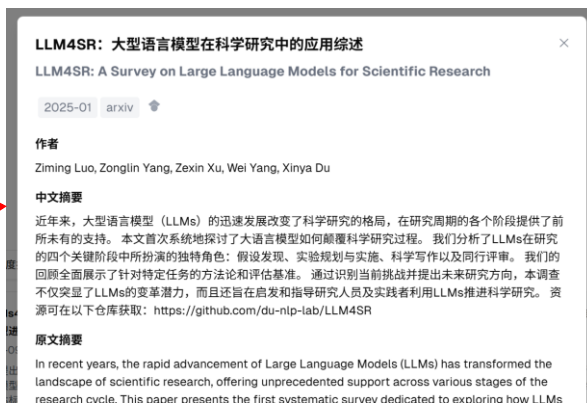 LLM4SR：大型语言模型在科学研究中的应用综述
LLM4SR: A Survey on Large Language Models for Scientific Research
2025-01 arxiv
作者
Ziming Luo, Zonglin Yang, Zexin Xu, Wei Yang, Xinya Du
中文摘要
近年来，大型语言模型（LLMs）的迅速发展改变了科学研究的格局，在研究周期的各个阶段提供了前
所未有的支持。 本文首次系统地探讨了大语言模型如何颠覆科学研究过程。 我们分析了LLMs在研究
的四个关键阶段中所扮演的独特角色：假设发现、实验规划与实施、科学写作以及同行评审。 我们的
回顾全面展示了针对特定任务的方法论和评估基准。 通过识别当前挑战并提出未来研究方向，本调查
不仅突显了LLMs的变革潜力，而且还旨在启发和指导研究人员及实践者利用LLMs推进科学研究。 资
源可在以下仓库获取：https://github.com/du-nlp-lab/LLM4SR
原文摘要
In recent years, the rapid advancement of Large Language Models (LLMs) has transformed the
landscape of scientific research, offering unprecedented support across various stages of the
research cycle. This paper presents the first systematic survey dedicated to exploring how LLMs